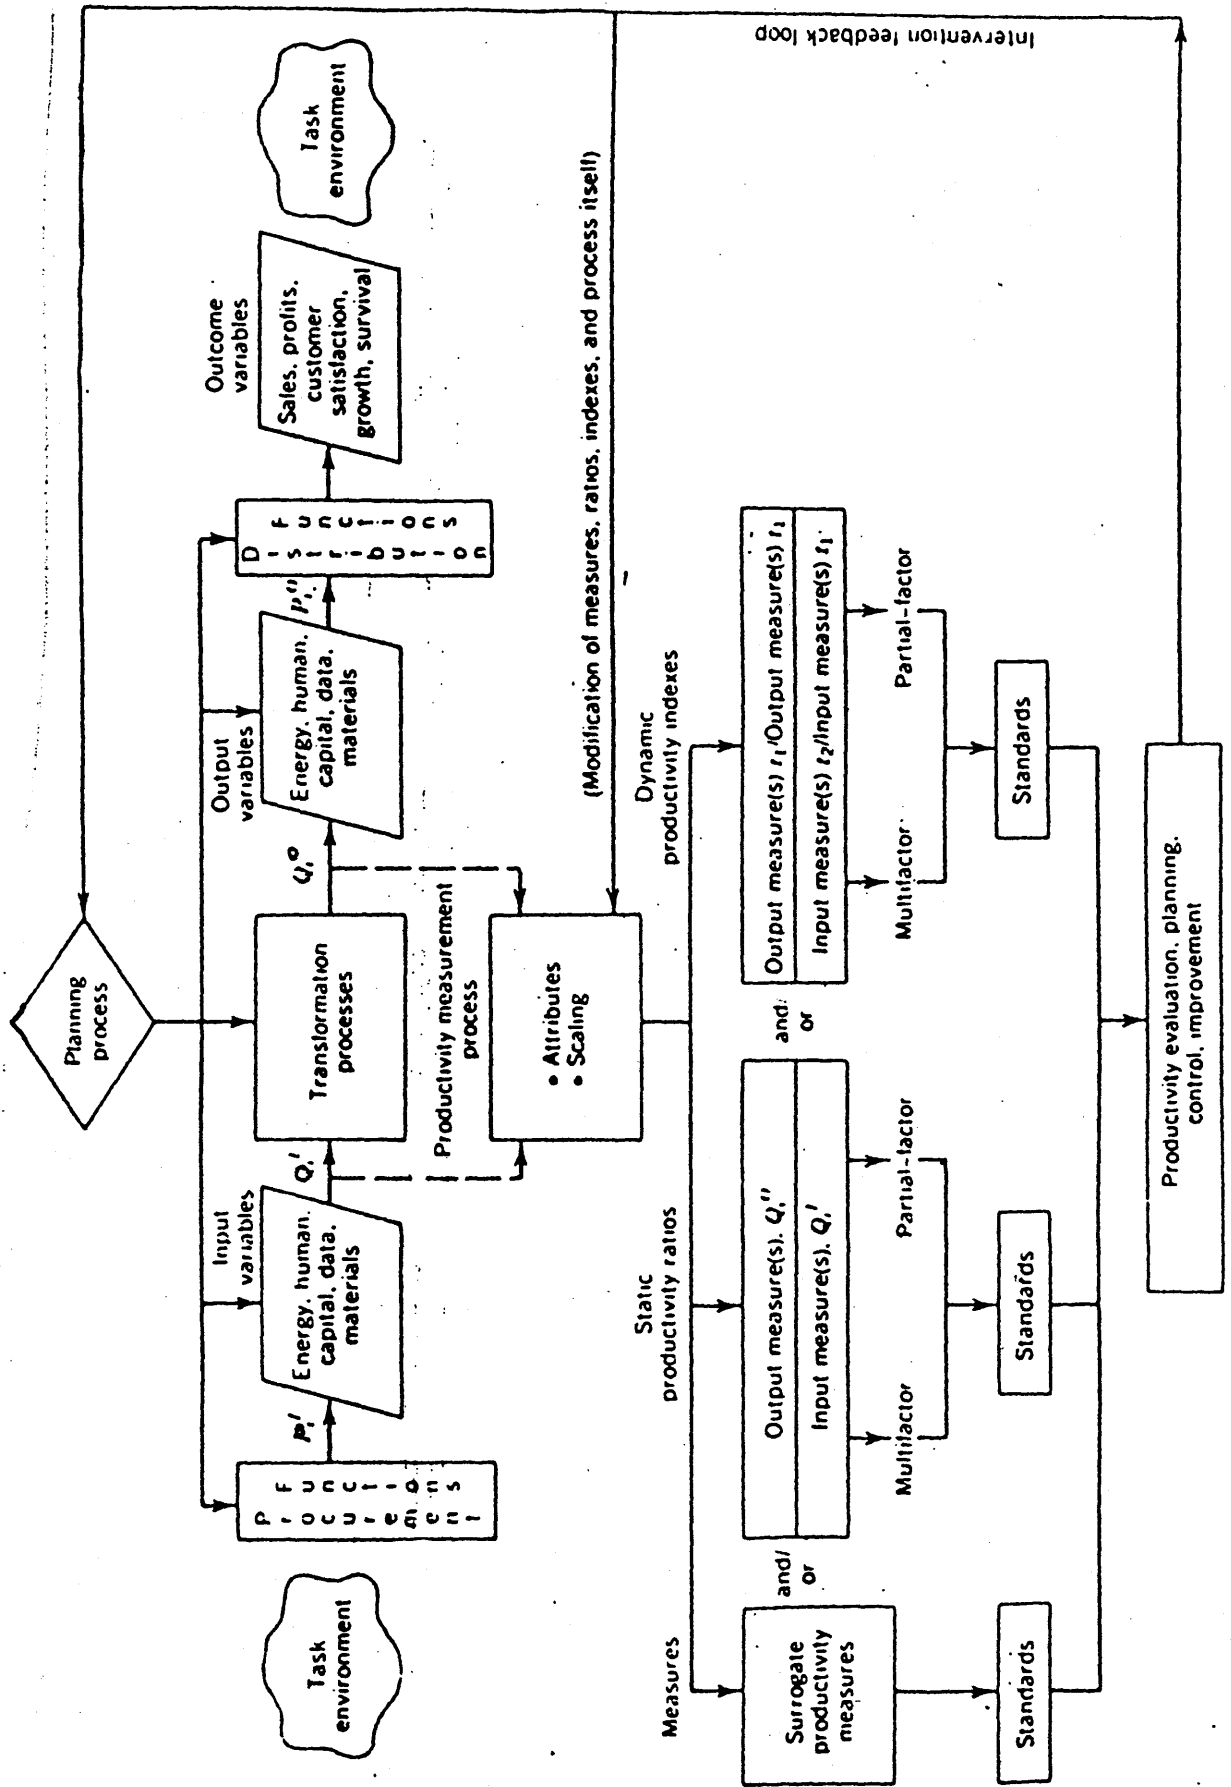 Planning
process
Task
environment
Procurement
Functions
P,'
Input
variables
Energy, human.
capital, data.
materials
Q,'
Transformation
processes
Q,o
Output
variables
Energy, human.
capital, data.
materials
Distribution
Functions
Outcome
variables
Sales, profits.
customer
satisfaction,
growth, survival
Task
environment
Productivity measurement
process
• Attributes
• Scaling
(Modification of measures, ratios, indexes, and process itself)
Measures
Surrogate
productivity
measures
and/
or
Static
productivity ratios
Output measure(s). Q,''
Input measure(s). Q,'
Multifactor
Partial-factor
and/
or
Dynamic
productivity indexes
Output measure(s) t1/Output measure(s) t1
Input measure(s) t2/Input measure(s) t1
Multifactor
Partial-factor
Standards
Standards
Standards
Productivity evaluation, planning.
control, improvement
Intervention feedback loop